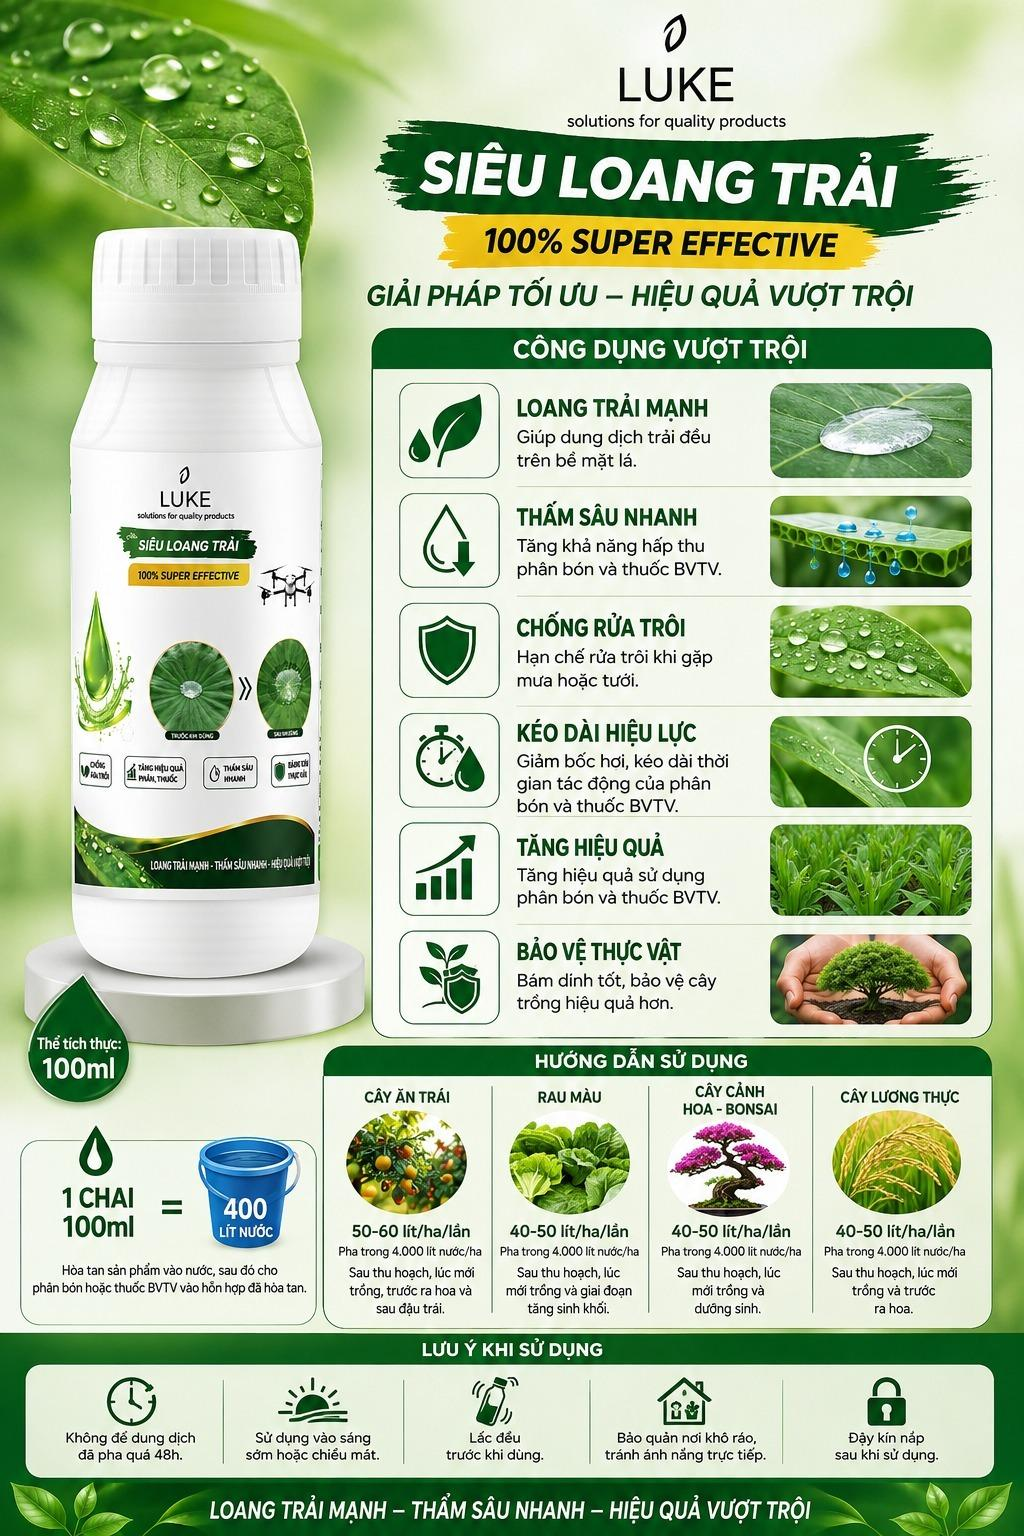 LUKE
solutions for quality products
SIÊU LOANG TRẢI
100% SUPER EFFECTIVE
GIẢI PHÁP TỐI ƯU – HIỆU QUẢ VƯỢT TRỘI
CÔNG DỤNG VƯỢT TRỘI
LOANG TRẢI MẠNH
Giúp dung dịch trải đều
trên bề mặt lá.
THẤM SÂU NHANH
Tăng khả năng hấp thu
phân bón và thuốc BVTV.
CHỐNG RỬA TRÔI
Hạn chế rửa trôi khi gặp
mưa hoặc tưới.
KÉO DÀI HIỆU LỰC
Giảm bốc hơi, kéo dài thời
gian tác động của phân
bón và thuốc BVTV.
TĂNG HIỆU QUẢ
Tăng hiệu quả sử dụng
phân bón và thuốc BVTV.
BẢO VỆ THỰC VẬT
Bám dính tốt, bảo vệ cây
trồng hiệu quả hơn.
LUKE
solutions for quality products
SIÊU LOANG TRẢI
100% SUPER EFFECTIVE
TRƯỚC KHI DÙNG
CHỐNG
RỬA TRÔI
TĂNG HIỆU QUẢ
PHÂN, THUỐC
THẤM SÂU
NHANH
LOANG TRẢI MẠNH - THẤM SÂU NHANH - HIỆU QUẢ VƯỢT TRỘI
Thể tích thực:
100ml
1 CHAI
100ml
=
400
LÍT NƯỚC
Hòa tan sản phẩm vào nước, sau đó cho
phân bón hoặc thuốc BVTV vào hỗn hợp đã hòa tan.
HƯỚNG DẪN SỬ DỤNG
CÂY ĂN TRÁI
50-60 lít/ha/lần
Pha trong 4.000 lít nước/ha
Sau thu hoạch, lúc mới
trồng, trước ra hoa và
sau đậu trái.
RAU MÀU
40-50 lít/ha/lần
Pha trong 4.000 lít nước/ha
Sau thu hoạch, lúc
mới trồng và giai đoạn
tăng sinh khối.
CÂY CẢNH
HOA - BONSAI
40-50 lít/ha/lần
Pha trong 4.000 lít nước/ha
Sau thu hoạch, lúc
mới trồng và
dưỡng sinh.
CÂY LƯƠNG THỰC
40-50 lít/ha/lần
Pha trong 4.000 lít nước/ha
Sau thu hoạch, lúc mới
trồng và trước
ra hoa.
LƯU Ý KHI SỬ DỤNG
Không để dung dịch
đã pha quá 48h.
Sử dụng vào sáng
sớm hoặc chiều mát.
Lắc đều
trước khi dùng.
Bảo quản nơi khô ráo,
tránh ánh nắng trực tiếp.
Đậy kín nắp
sau khi sử dụng.
LOANG TRẢI MẠNH – THẤM SÂU NHANH – HIỆU QUẢ VƯỢT TRỘI